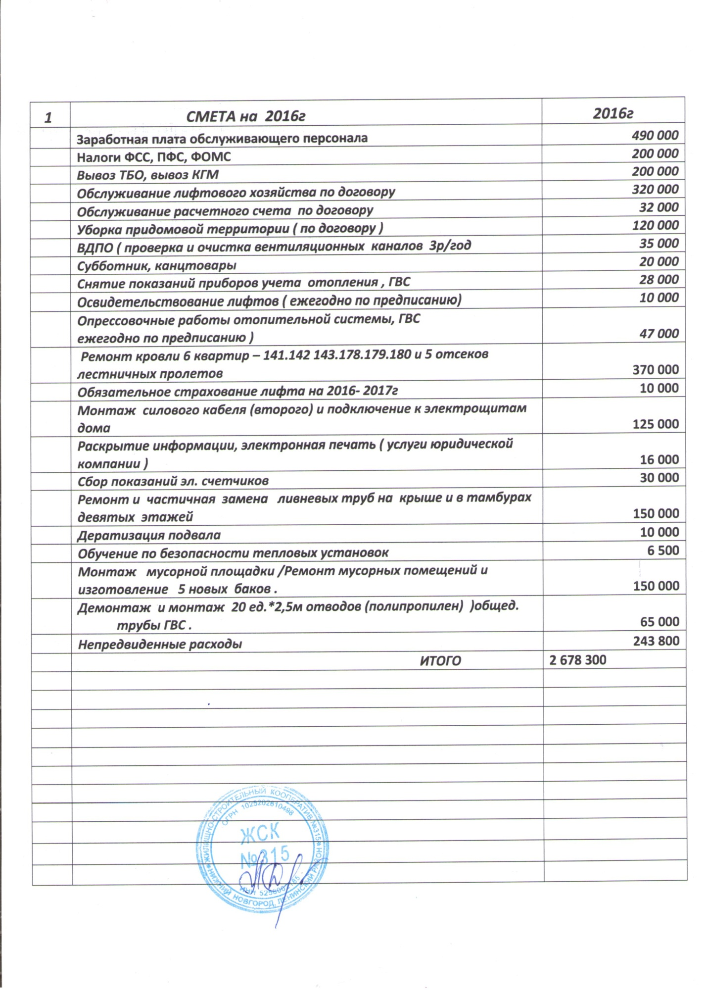 1 СМЕТА на 2016г 2016г
Заработная плата обслуживающего персонала 490 000
Налоги ФСС, ПФС, ФОМС 200 000
Вывоз ТБО, вывоз КГМ 200 000
Обслуживание лифтового хозяйства по договору 320 000
Обслуживание расчетного счета по договору 32 000
Уборка придомовой территории ( по договору ) 120 000
ВДПО ( проверка и очистка вентиляционных каналов 3р/год 35 000
Субботник, канцтовары 20 000
Снятие показаний приборов учета отопления , ГВС 28 000
Освидетельствование лифтов ( ежегодно по предписанию) 10 000
Опрессовочные работы отопительной системы, ГВС
ежегодно по предписанию ) 47 000
Ремонт кровли 6 квартир – 141.142 143.178.179.180 и 5 отсеков
лестничных пролетов 370 000
Обязательное страхование лифта на 2016- 2017г 10 000
Монтаж силового кабеля (второго) и подключение к электрощитам
дома 125 000
Раскрытие информации, электронная печать ( услуги юридической
компании ) 16 000
Сбор показаний эл. счетчиков 30 000
Ремонт и частичная замена ливневых труб на крыше и в тамбурах
девятых этажей 150 000
Дератизация подвала 10 000
Обучение по безопасности тепловых установок 6 500
Монтаж мусорной площадки /Ремонт мусорных помещений и
изготовление 5 новых баков . 150 000
Демонтаж и монтаж 20 ед.*2,5м отводов (полипропилен) )общед.
трубы ГВС . 65 000
Непредвиденные расходы 243 800
ИТОГО 2 678 300
ЖИЛИЩНО-СТРОИТЕЛЬНЫЙ КООПЕРАТИВ №315
ОГРН 1025202610498
ЖСК
№315
ИНН
НИЖНИЙ НОВГОРОД, ЛЕНИНСКИЙ РАЙОН